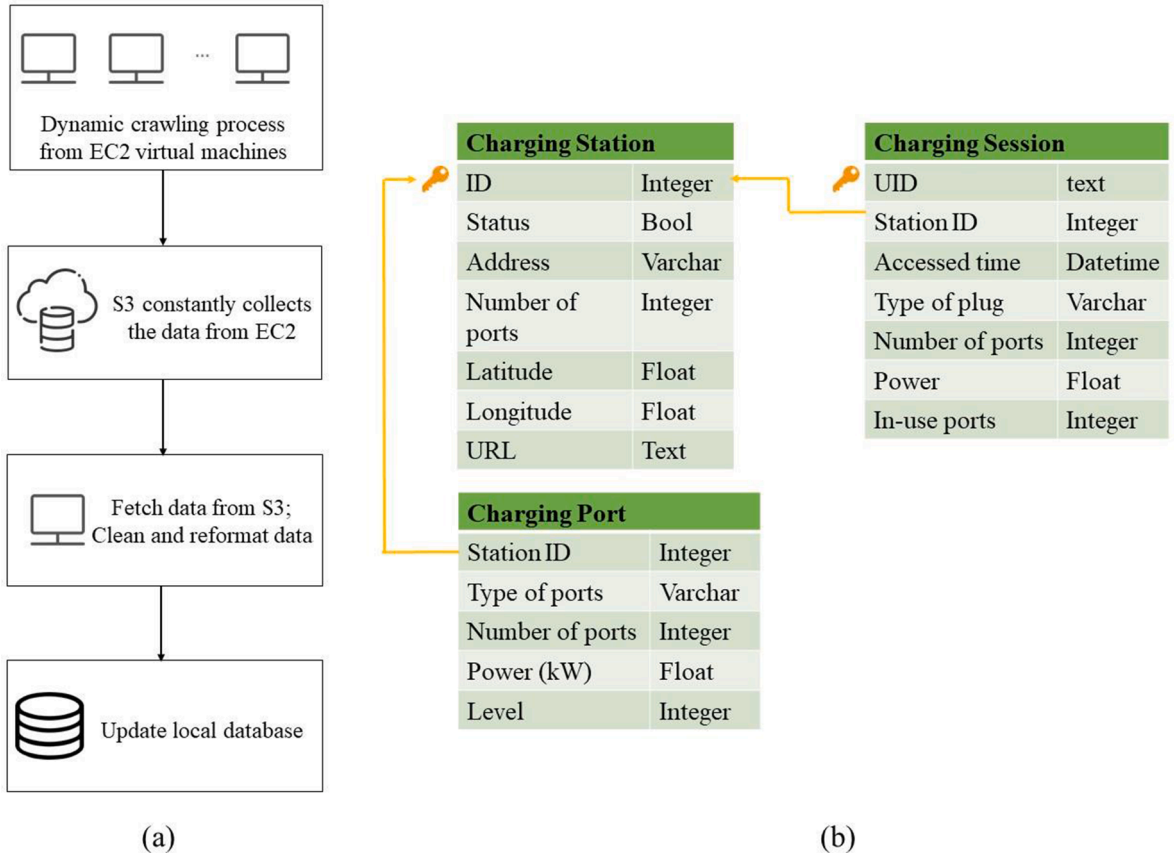 ...
Dynamic crawling process
from EC2 virtual machines
S3 constantly collects
the data from EC2
Fetch data from S3;
Clean and reformat data
Update local database
(a)
Charging Station
ID Integer
Status Bool
Address Varchar
Number of Integer
ports
Latitude Float
Longitude Float
URL Text
Charging Session
UID text
Station ID Integer
Accessed time Datetime
Type of plug Varchar
Number of ports Integer
Power Float
In-use ports Integer
Charging Port
Station ID Integer
Type of ports Varchar
Number of ports Integer
Power (kW) Float
Level Integer
(b)